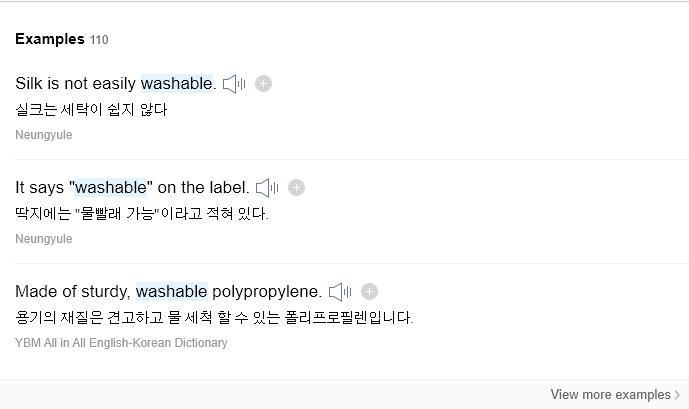 Examples 110
Silk is not easily washable.
실크는 세탁이 쉽지 않다
Neungyule
It says "washable" on the label.
딱지에는 "물빨래 가능"이라고 적혀 있다.
Neungyule
Made of sturdy, washable polypropylene.
용기의 재질은 견고하고 물 세척 할 수 있는 폴리프로필렌입니다.
YBM All in All English-Korean Dictionary
View more examples